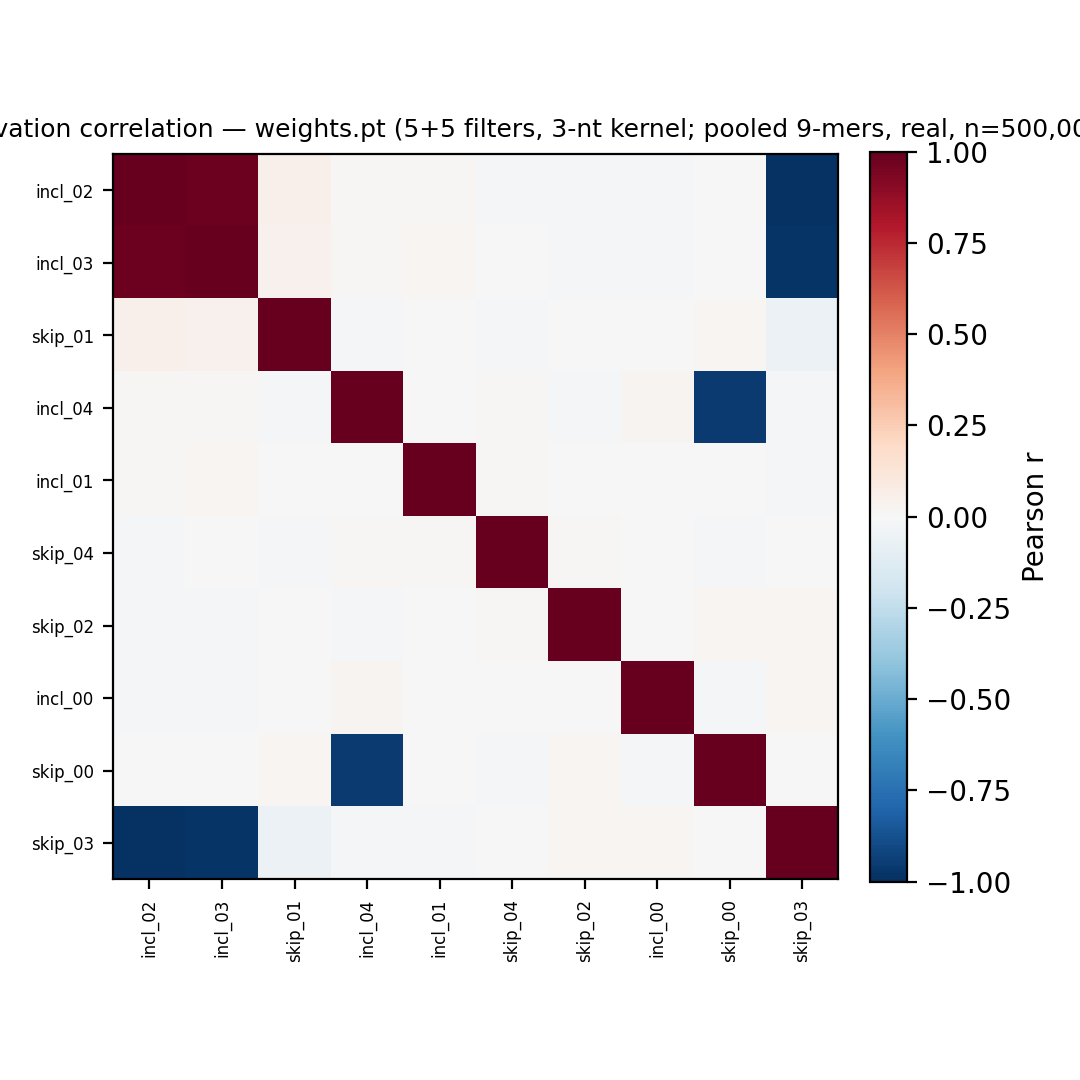 vation correlation — weights.pt (5+5 filters, 3-nt kernel; pooled 9-mers, real, n=500,00
incl_02
incl_03
skip_01
incl_04
incl_01
skip_04
skip_02
incl_00
skip_00
skip_03
incl_02
incl_03
skip_01
incl_04
incl_01
skip_04
skip_02
incl_00
skip_00
skip_03
1.00
0.75
0.50
0.25
0.00
−0.25
−0.50
−0.75
−1.00
Pearson r